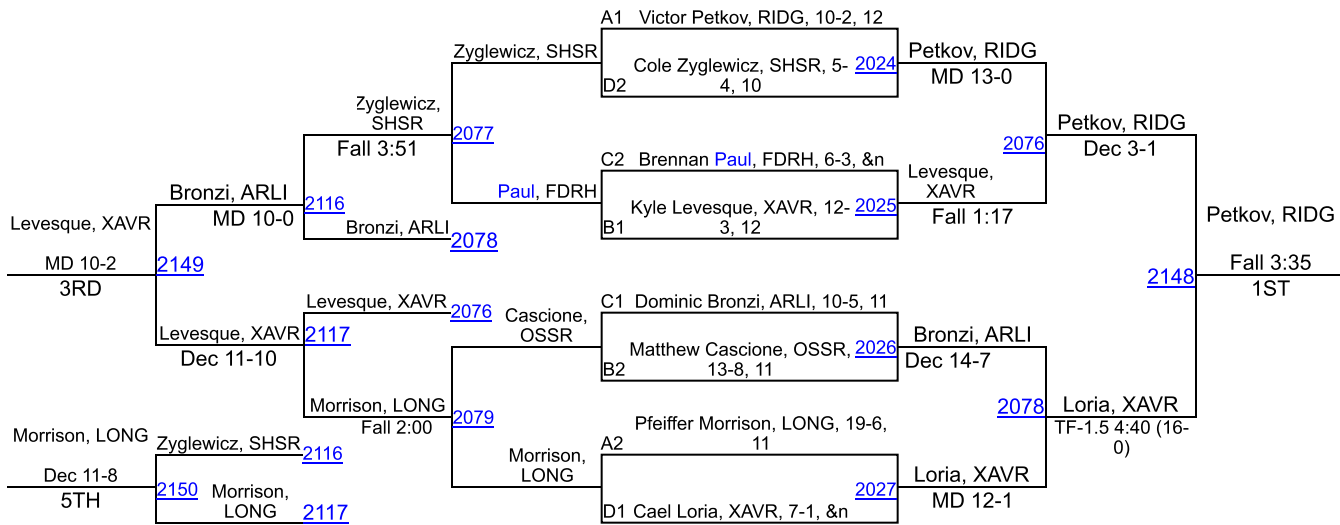 A1 Victor Petkov, RIDG, 10-2, 12
Zyglewicz, SHSR
Cole Zyglewicz, SHSR, 5-
4, 10
2024
D2
Petkov, RIDG
MD 13-0
Zyglewicz,
SHSR
Fall 3:51
2077
2076
Petkov, RIDG
Dec 3-1
C2 Brennan Paul, FDRH, 6-3, &n
Paul, FDRH
Kyle Levesque, XAVR, 12-
3, 12
2025
B1
Levesque,
XAVR
Fall 1:17
Bronzi, ARLI
MD 10-0
2116
Bronzi, ARLI
2078
Levesque, XAVR
MD 10-2
3RD
2149
Petkov, RIDG
2148
Fall 3:35
1ST
Levesque, XAVR
2076
Levesque, XAVR
Dec 11-10
2117
C1 Dominic Bronzi, ARLI, 10-5, 11
Cascione,
OSSR
Matthew Cascione, OSSR,
13-8, 11
2026
B2
Bronzi, ARLI
Dec 14-7
Morrison, LONG
Fall 2:00
2079
2078
Loria, XAVR
TF-1.5 4:40 (16-
0)
Pfeiffer Morrison, LONG, 19-6,
11
A2
Morrison,
LONG
2027
D1 Cael Loria, XAVR, 7-1, &n
Loria, XAVR
MD 12-1
Morrison, LONG
Dec 11-8
5TH
Zyglewicz, SHSR
2116
2150
Morrison,
LONG
2117